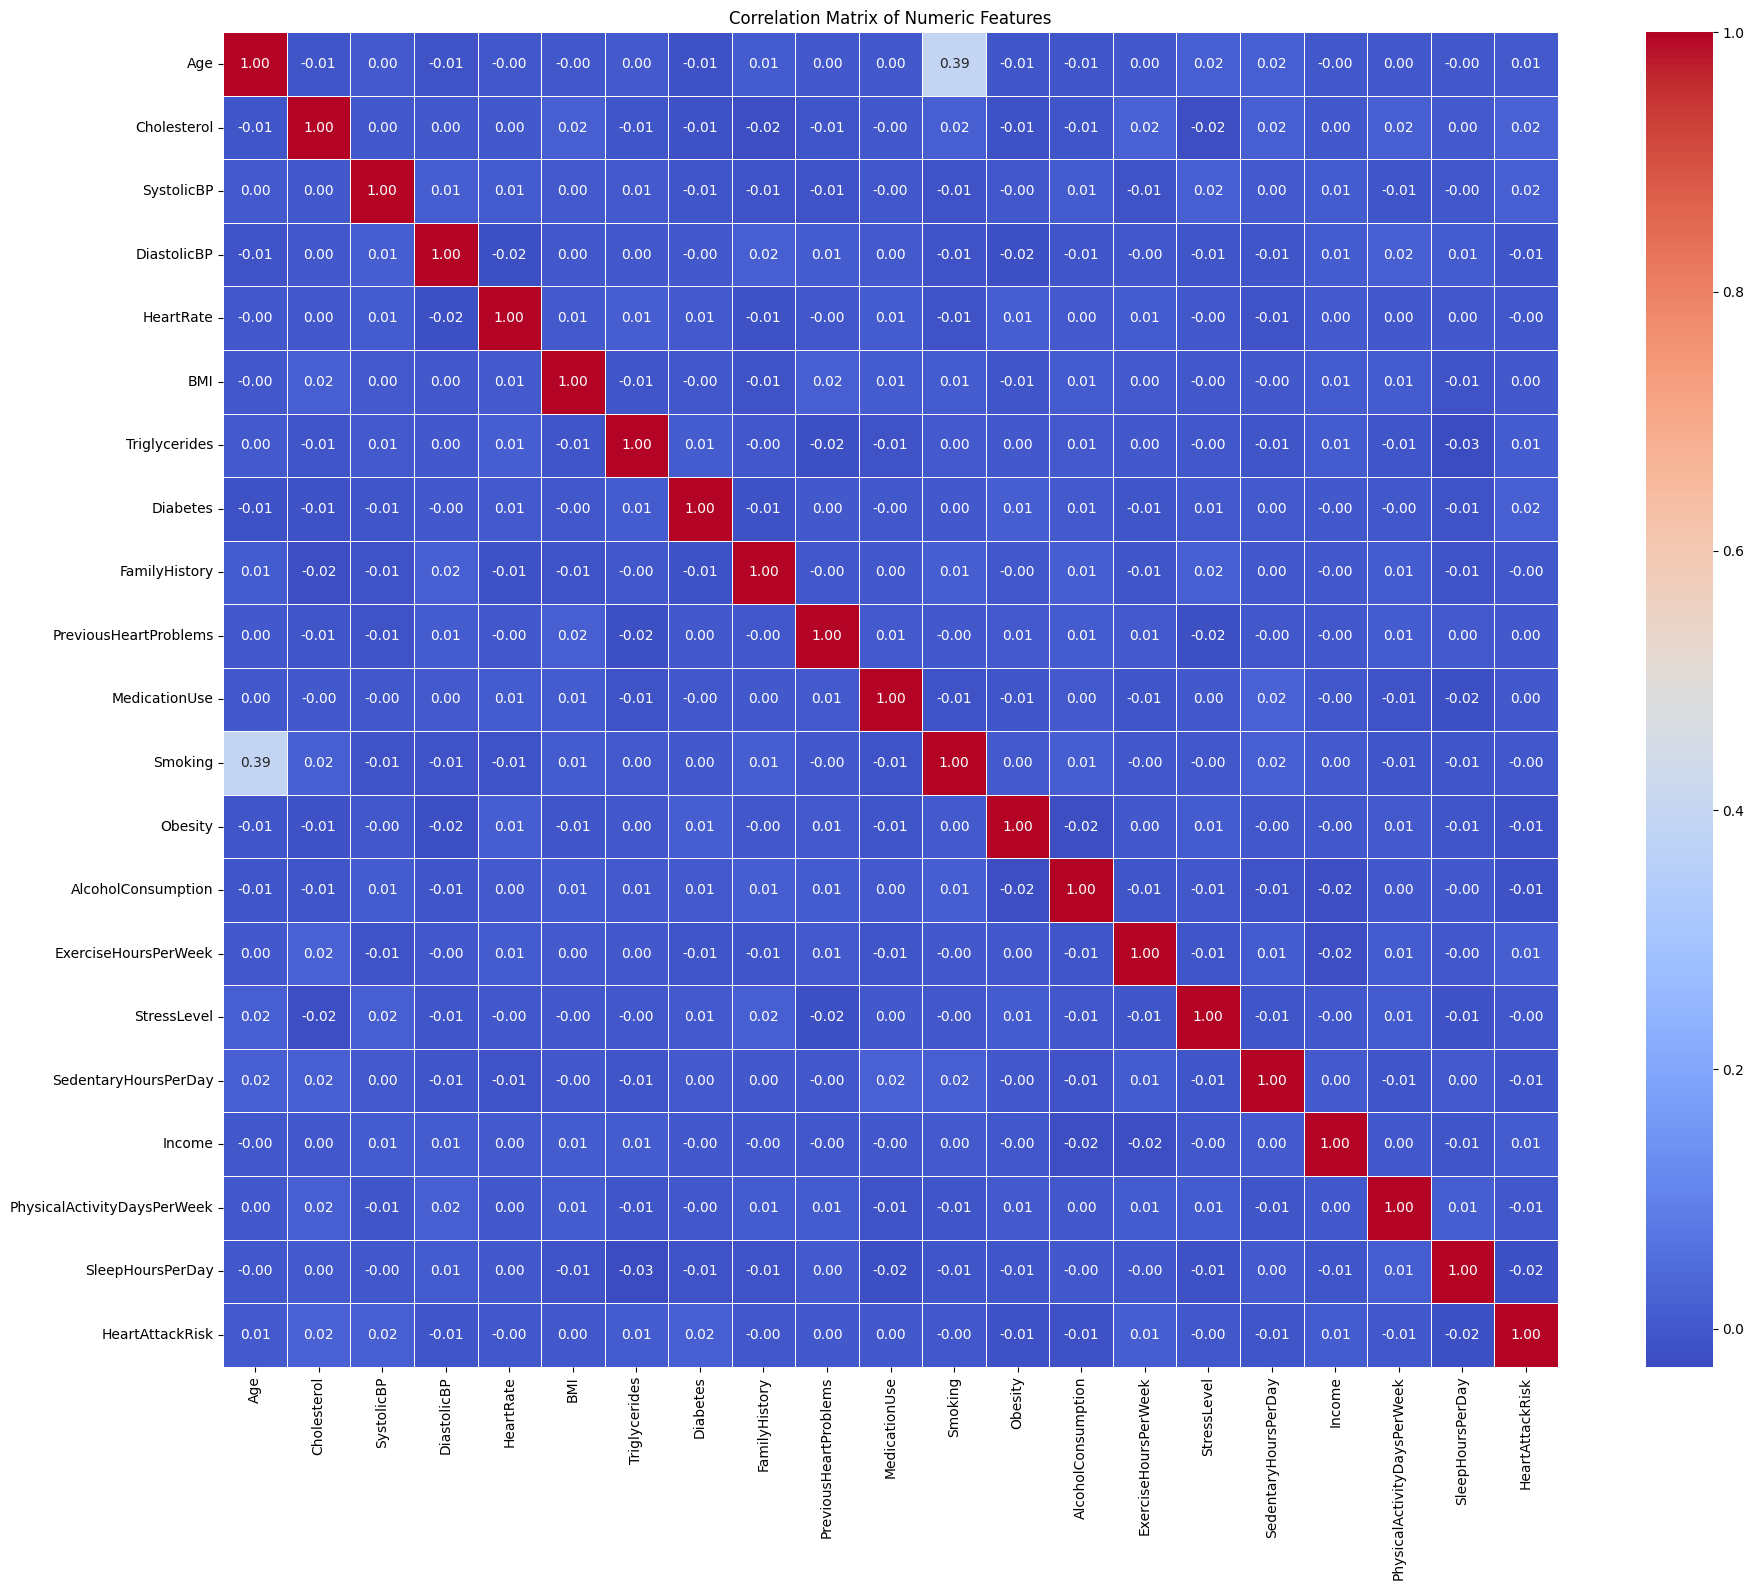 Correlation Matrix of Numeric Features
Age 1.00 -0.01 0.00 -0.01 -0.00 -0.00 0.00 -0.01 0.01 0.00 0.00 0.39 -0.01 -0.01 0.00 0.02 0.02 -0.00 0.00 -0.00 0.01
Cholesterol -0.01 1.00 0.00 0.00 0.00 0.02 -0.01 -0.01 -0.02 -0.01 -0.00 0.02 -0.01 -0.01 0.02 -0.02 0.02 0.00 0.02 0.00 0.02
SystolicBP 0.00 0.00 1.00 0.01 0.01 0.00 0.01 -0.01 -0.01 -0.01 -0.00 -0.01 -0.00 0.01 -0.01 0.02 0.00 0.01 -0.01 -0.00 0.02
DiastolicBP -0.01 0.00 0.01 1.00 -0.02 0.00 0.00 -0.00 0.02 0.01 0.00 -0.01 -0.02 -0.01 -0.00 -0.01 -0.01 0.01 0.02 0.01 -0.01
HeartRate -0.00 0.00 0.01 -0.02 1.00 0.01 0.01 0.01 -0.01 -0.00 0.01 -0.01 0.01 0.00 0.01 -0.00 -0.01 0.00 0.00 0.00 -0.00
BMI -0.00 0.02 0.00 0.00 0.01 1.00 -0.01 -0.00 -0.01 0.02 0.01 0.01 -0.01 0.01 0.00 -0.00 -0.00 0.01 0.01 -0.01 0.00
Triglycerides 0.00 -0.01 0.01 0.00 0.01 -0.01 1.00 0.01 -0.00 -0.02 -0.01 0.00 0.00 0.01 0.00 -0.00 -0.01 0.01 -0.01 -0.03 0.01
Diabetes -0.01 -0.01 -0.01 -0.00 0.01 -0.00 0.01 1.00 -0.01 0.00 -0.00 0.00 0.01 0.01 -0.01 0.01 0.00 -0.00 -0.00 -0.01 0.02
FamilyHistory 0.01 -0.02 -0.01 0.02 -0.01 -0.01 -0.00 -0.01 1.00 -0.00 0.00 0.01 -0.00 0.01 -0.01 0.02 0.00 -0.00 0.01 -0.01 -0.00
PreviousHeartProblems 0.00 -0.01 -0.01 0.01 -0.00 0.02 -0.02 0.00 -0.00 1.00 0.01 -0.00 0.01 0.01 0.01 -0.02 -0.00 -0.00 0.01 0.00 0.00
MedicationUse 0.00 -0.00 -0.00 0.00 0.01 0.01 -0.01 -0.00 0.00 0.01 1.00 -0.01 -0.01 0.00 -0.01 0.00 0.02 -0.00 -0.01 -0.02 0.00
Smoking 0.39 0.02 -0.01 -0.01 -0.01 0.01 0.00 0.00 0.01 -0.00 -0.01 1.00 0.00 0.01 -0.00 -0.00 0.02 0.00 -0.01 -0.01 -0.00
Obesity -0.01 -0.01 -0.00 -0.02 0.01 -0.01 0.00 0.01 -0.00 0.01 -0.01 0.00 1.00 -0.02 0.00 0.01 -0.00 -0.00 0.01 -0.01 -0.01
AlcoholConsumption -0.01 -0.01 0.01 -0.01 0.00 0.01 0.01 0.01 0.01 0.01 0.00 0.01 -0.02 1.00 -0.01 -0.01 -0.01 -0.02 0.00 -0.00 -0.01
ExerciseHoursPerWeek 0.00 0.02 -0.01 -0.00 0.01 0.00 0.00 -0.01 -0.01 0.01 -0.01 -0.00 0.00 -0.01 1.00 -0.01 0.01 -0.02 0.01 -0.00 0.01
StressLevel 0.02 -0.02 0.02 -0.01 -0.00 -0.00 -0.00 0.01 0.02 -0.02 0.00 -0.00 0.01 -0.01 -0.01 1.00 -0.01 -0.00 0.01 -0.01 -0.00
SedentaryHoursPerDay 0.02 0.02 0.00 -0.01 -0.01 -0.00 -0.01 0.00 0.00 -0.00 0.02 0.02 -0.00 -0.01 0.01 -0.01 1.00 0.00 -0.01 0.00 -0.01
Income -0.00 0.00 0.01 0.01 0.00 0.01 0.01 -0.00 -0.00 -0.00 -0.00 0.00 -0.00 -0.02 -0.02 -0.00 0.00 1.00 0.00 -0.01 0.01
PhysicalActivityDaysPerWeek 0.00 0.02 -0.01 0.02 0.00 0.01 -0.01 -0.00 0.01 0.01 -0.01 -0.01 0.01 0.00 0.01 0.01 -0.01 0.00 1.00 0.01 -0.01
SleepHoursPerDay -0.00 0.00 -0.00 0.01 0.00 -0.01 -0.03 -0.01 -0.01 0.00 -0.02 -0.01 -0.01 -0.00 -0.00 -0.01 0.00 -0.01 0.01 1.00 -0.02
HeartAttackRisk 0.01 0.02 0.02 -0.01 -0.00 0.00 0.01 0.02 -0.00 0.00 0.00 -0.00 -0.01 -0.01 0.01 -0.00 -0.01 0.01 -0.01 -0.02 1.00
Age
Cholesterol
SystolicBP
DiastolicBP
HeartRate
BMI
Triglycerides
Diabetes
FamilyHistory
PreviousHeartProblems
MedicationUse
Smoking
Obesity
AlcoholConsumption
ExerciseHoursPerWeek
StressLevel
SedentaryHoursPerDay
Income
PhysicalActivityDaysPerWeek
SleepHoursPerDay
HeartAttackRisk
1.0
0.8
0.6
0.4
0.2
0.0